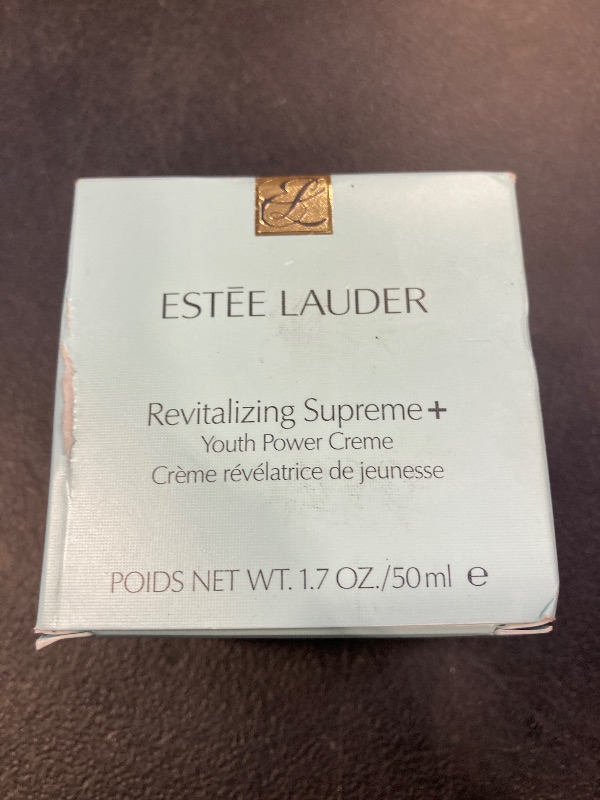 ESTĒE LAUDER
Revitalizing Supreme+
Youth Power Creme
Crème révélatrice de jeunesse
POIDS NET WT. 1.7 OZ./50ml ℮